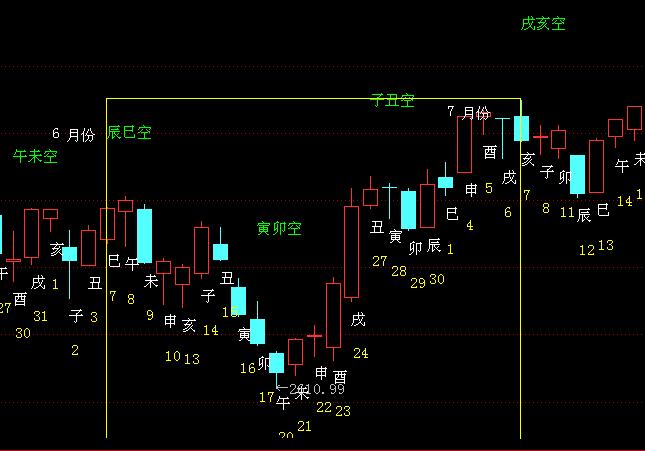 戌亥空
子丑空
7 月份
6 月份
辰巳空
午未空
寅卯空
午
27
酉
30
戌
31
亥
1
子
2
丑
3
巳
7
午
8
未
9
申
10
亥
13
子
14
丑
15
寅
16
卯
17
←2610.99
午
20
未
21
申
22
酉
23
戌
24
丑
27
寅
28
卯
29
辰
30
巳
1
申
4
酉
5
戌
6
亥
7
子
8
卯
11
辰
12
巳
13
午
14
未
1